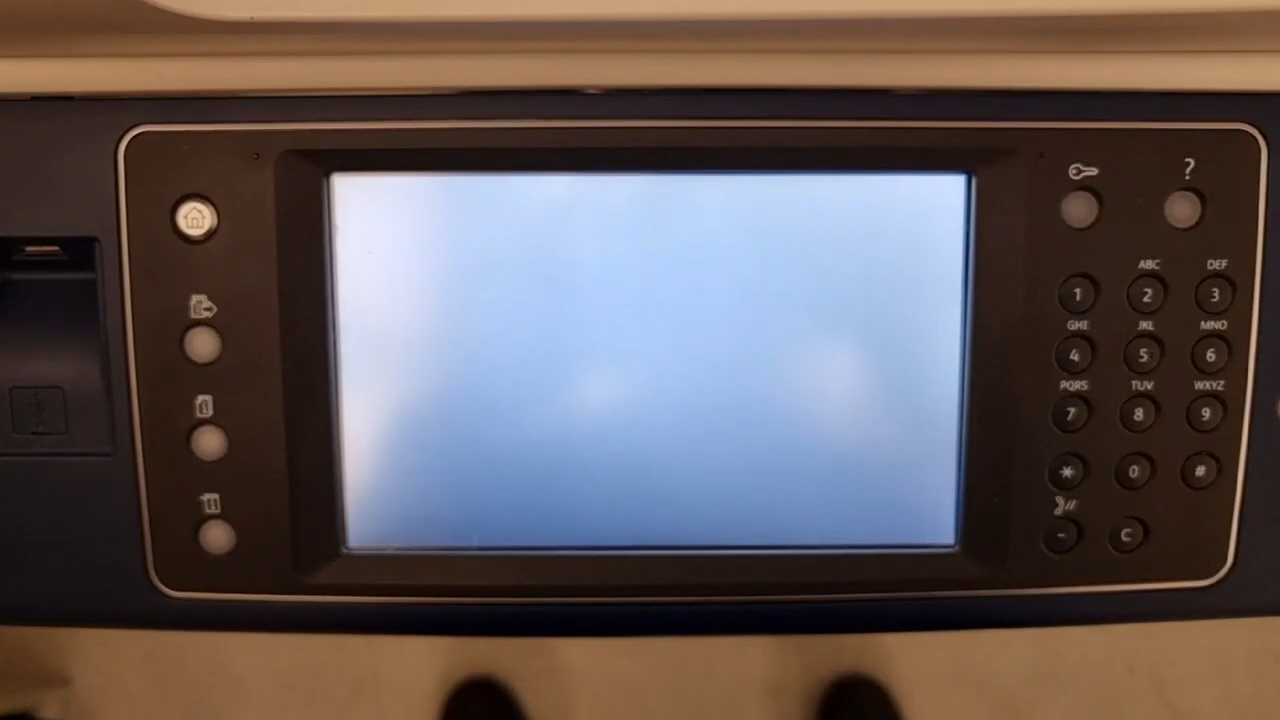 ?
ABC DEF
1 2 3
GHI JKL MNO
4 5 6
PQRS TUV WXYZ
7 8 9
* 0 #
- C